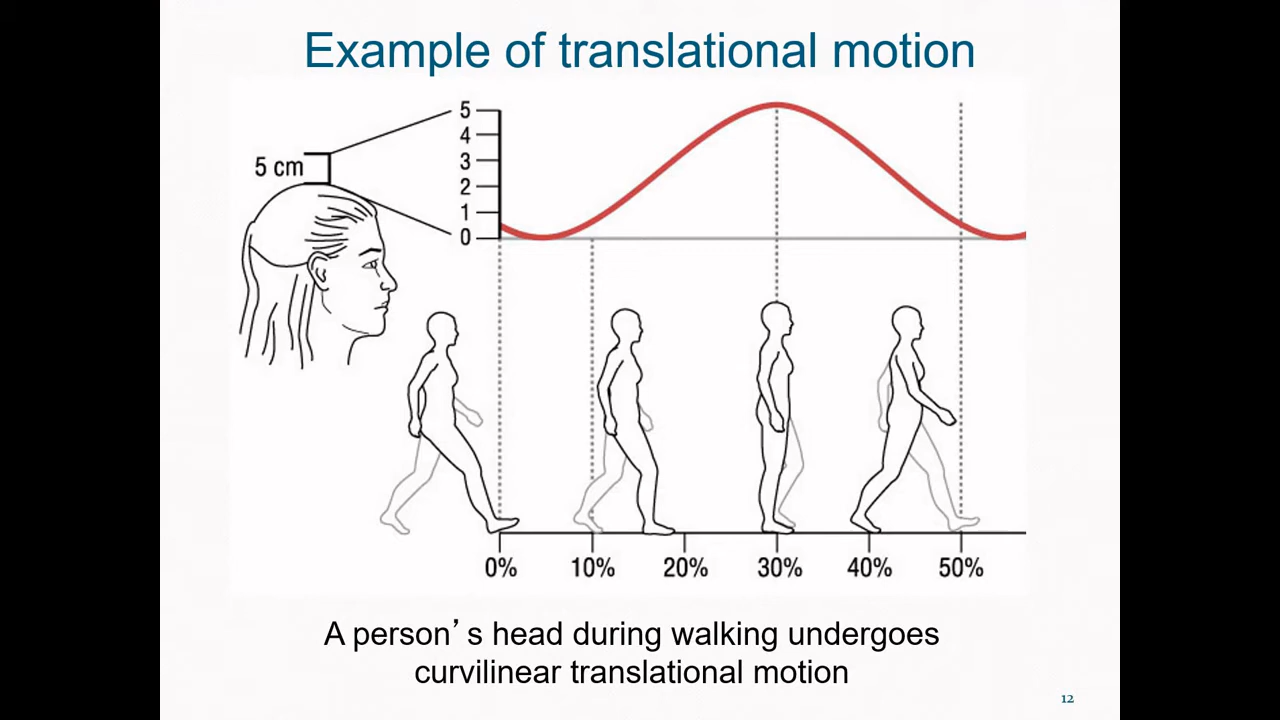 Example of translational motion
5
4
3
2
1
0
5 cm
0% 10% 20% 30% 40% 50%
A person’s head during walking undergoes
curvilinear translational motion
12